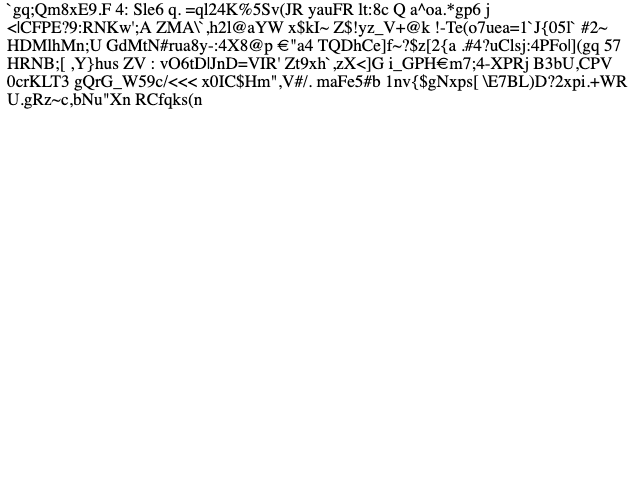 `gq;Qm8xE9.F 4: Sle6 q. =ql24K%5Sv(JR yauFR lt:8c Q a^oa.*gp6 j
<lCFPE?9:RNKw';A ZMA\`,h2l@aYW x$kI~ Z$!yz_V+@k !-Te(o7uea=1`J{05l` #2~
HDMlhMn;U GdMtN#rua8y-:4X8@p €"a4 TQDhCe]f~?$z[2{a .#4?uClsj:4PFo|](gq 57
HRNB;[ ,Y}hus ZV : vO6tD|JnD=VIR' Zt9xh`,zX<]G i_GPH€m7;4-XPRj B3bU,CPV
0crKLT3 gQrG_W59c/<<< x0IC$Hm",V#/. maFe5#b 1nv{$gNxps[ \E7BL)D?2xpi.+WR
U.gRz~c,bNu"Xn RCfqks(n